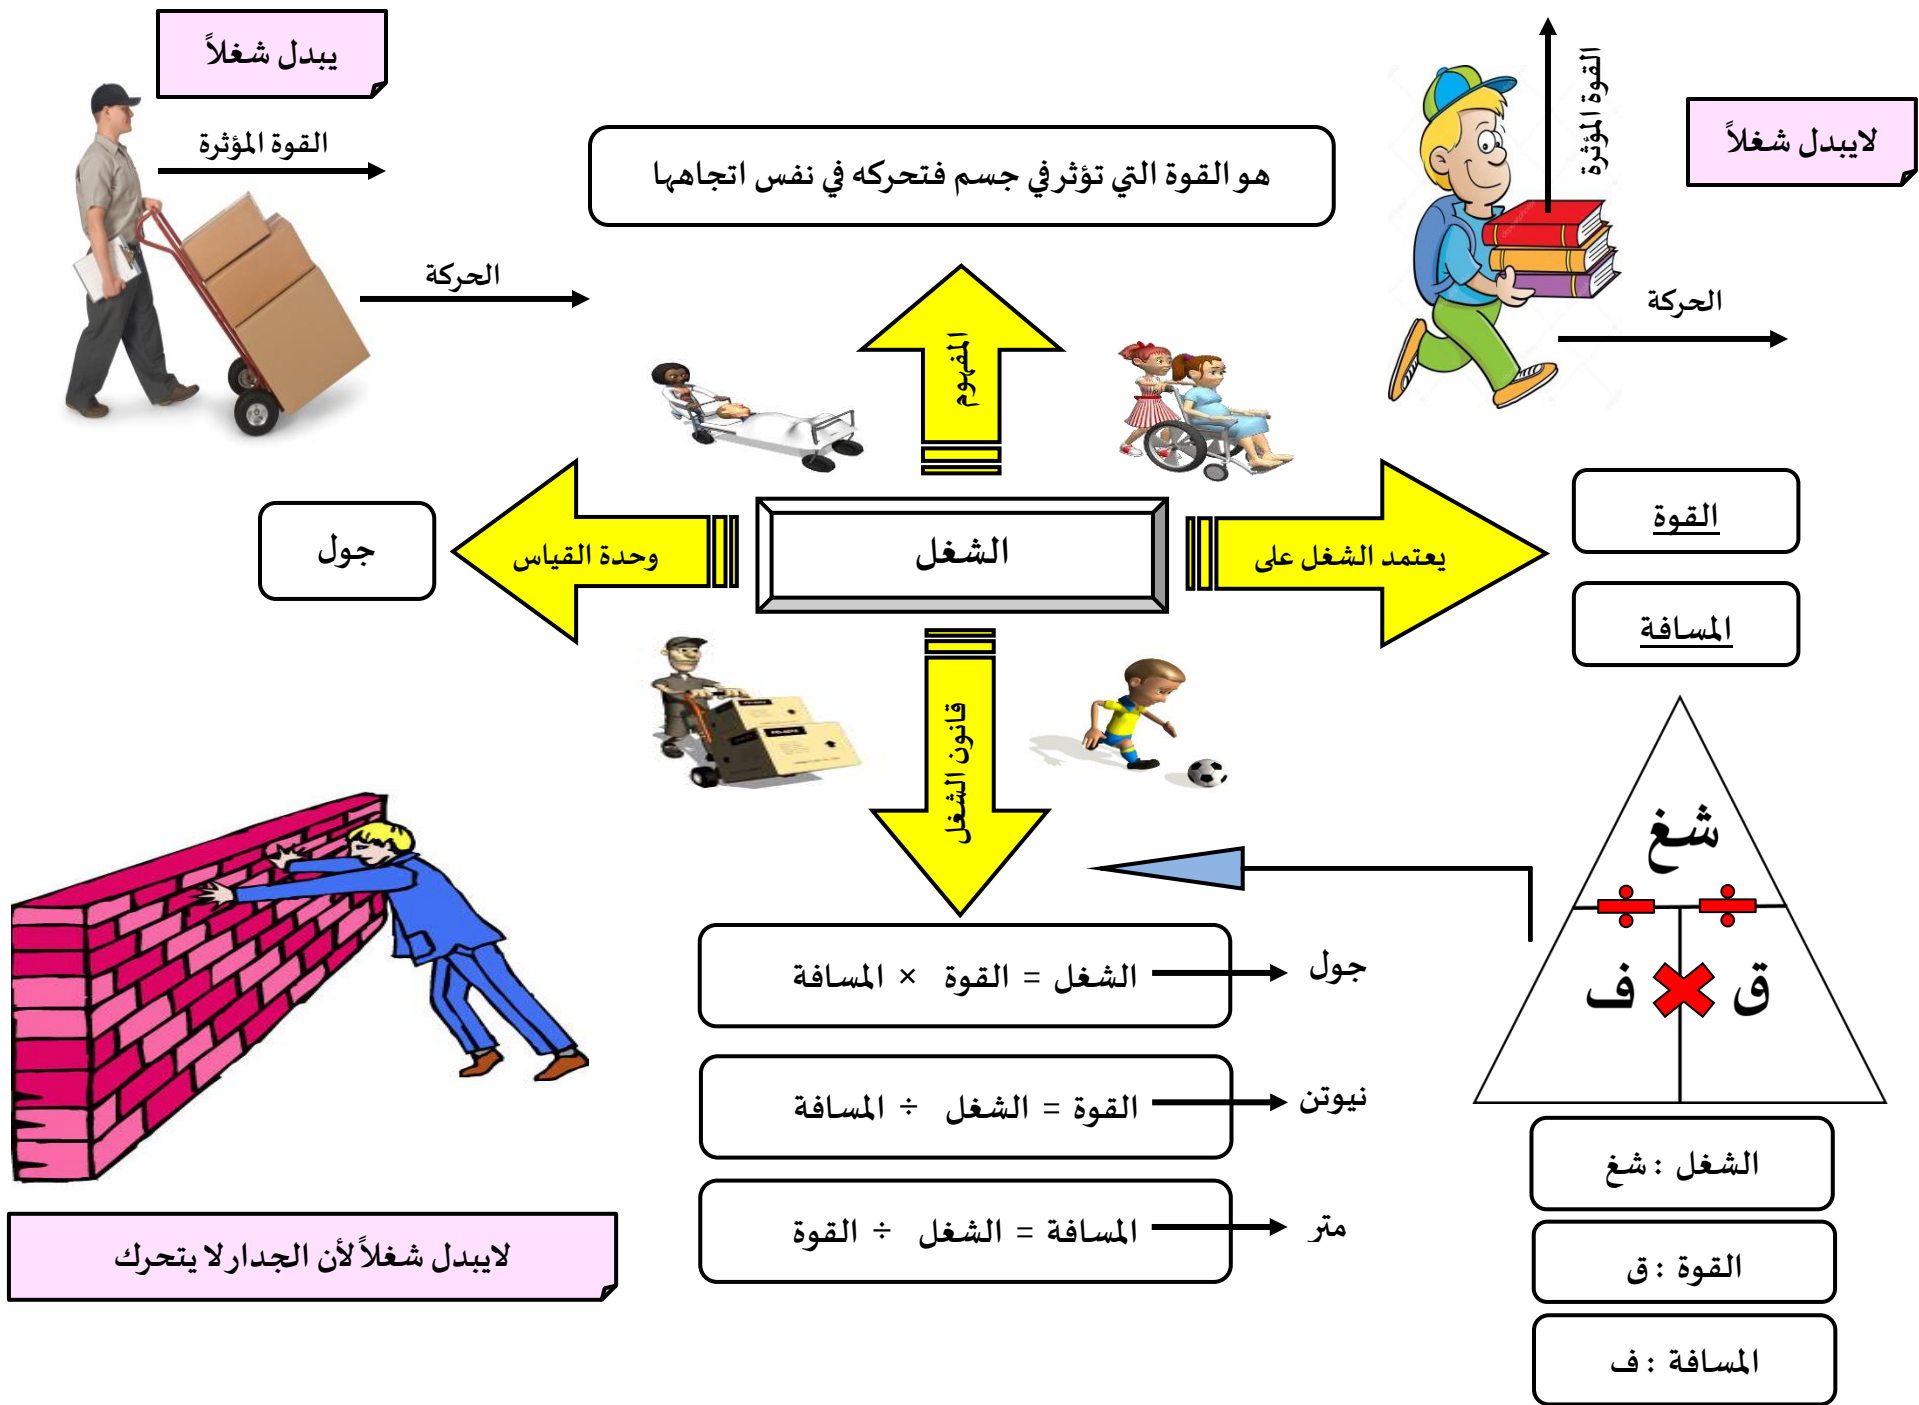 يبدل شغلاً
القوة المؤثرة
الحركة
هو القوة التي تؤثر في جسم فتحركه في نفس اتجاهها
القوة المؤثرة
لايبدل شغلاً
الحركة
المفهوم
الشغل
يعتمد الشغل على
القوة
المسافة
وحدة القياس
جول
قانون الشغل
الشغل = القوة × المسافة
جول
القوة = الشغل ÷ المسافة
نيوتن
المسافة = الشغل ÷ القوة
متر
شغ
ق
ف
الشغل : شغ
القوة : ق
المسافة : ف
لايبدل شغلاً لأن الجدار لا يتحرك